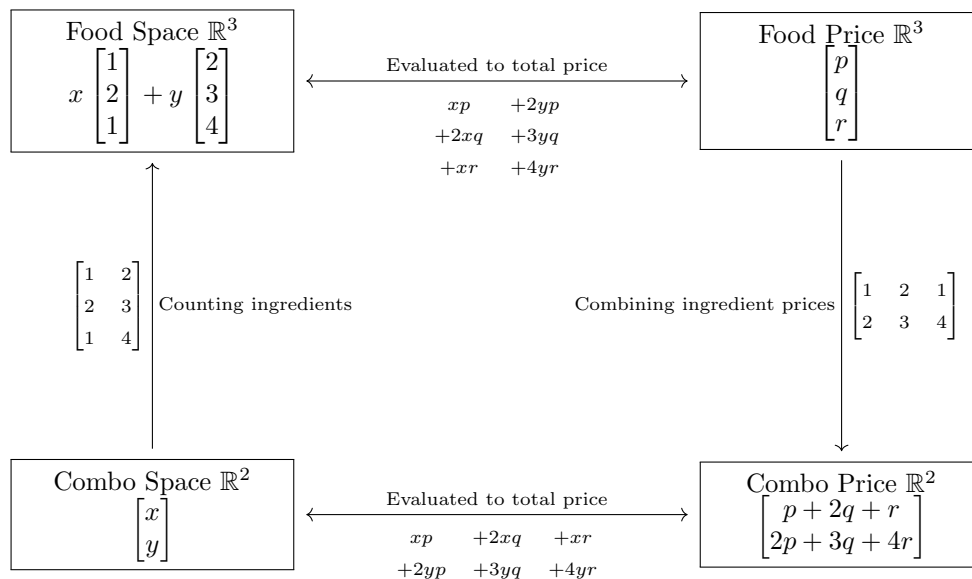 Food Space ℝ³
x [1 2 1] + y [2 3 4]
Evaluated to total price
xp +2yp
+2xq +3yq
+xr +4yr
Food Price ℝ³
[p q r]
[1 2
2 3
1 4]
Counting ingredients
Combining ingredient prices
[1 2 1
2 3 4]
Combo Space ℝ²
[x
y]
Evaluated to total price
xp +2xq +xr
+2yp +3yq +4yr
Combo Price ℝ²
[p + 2q + r
2p + 3q + 4r]